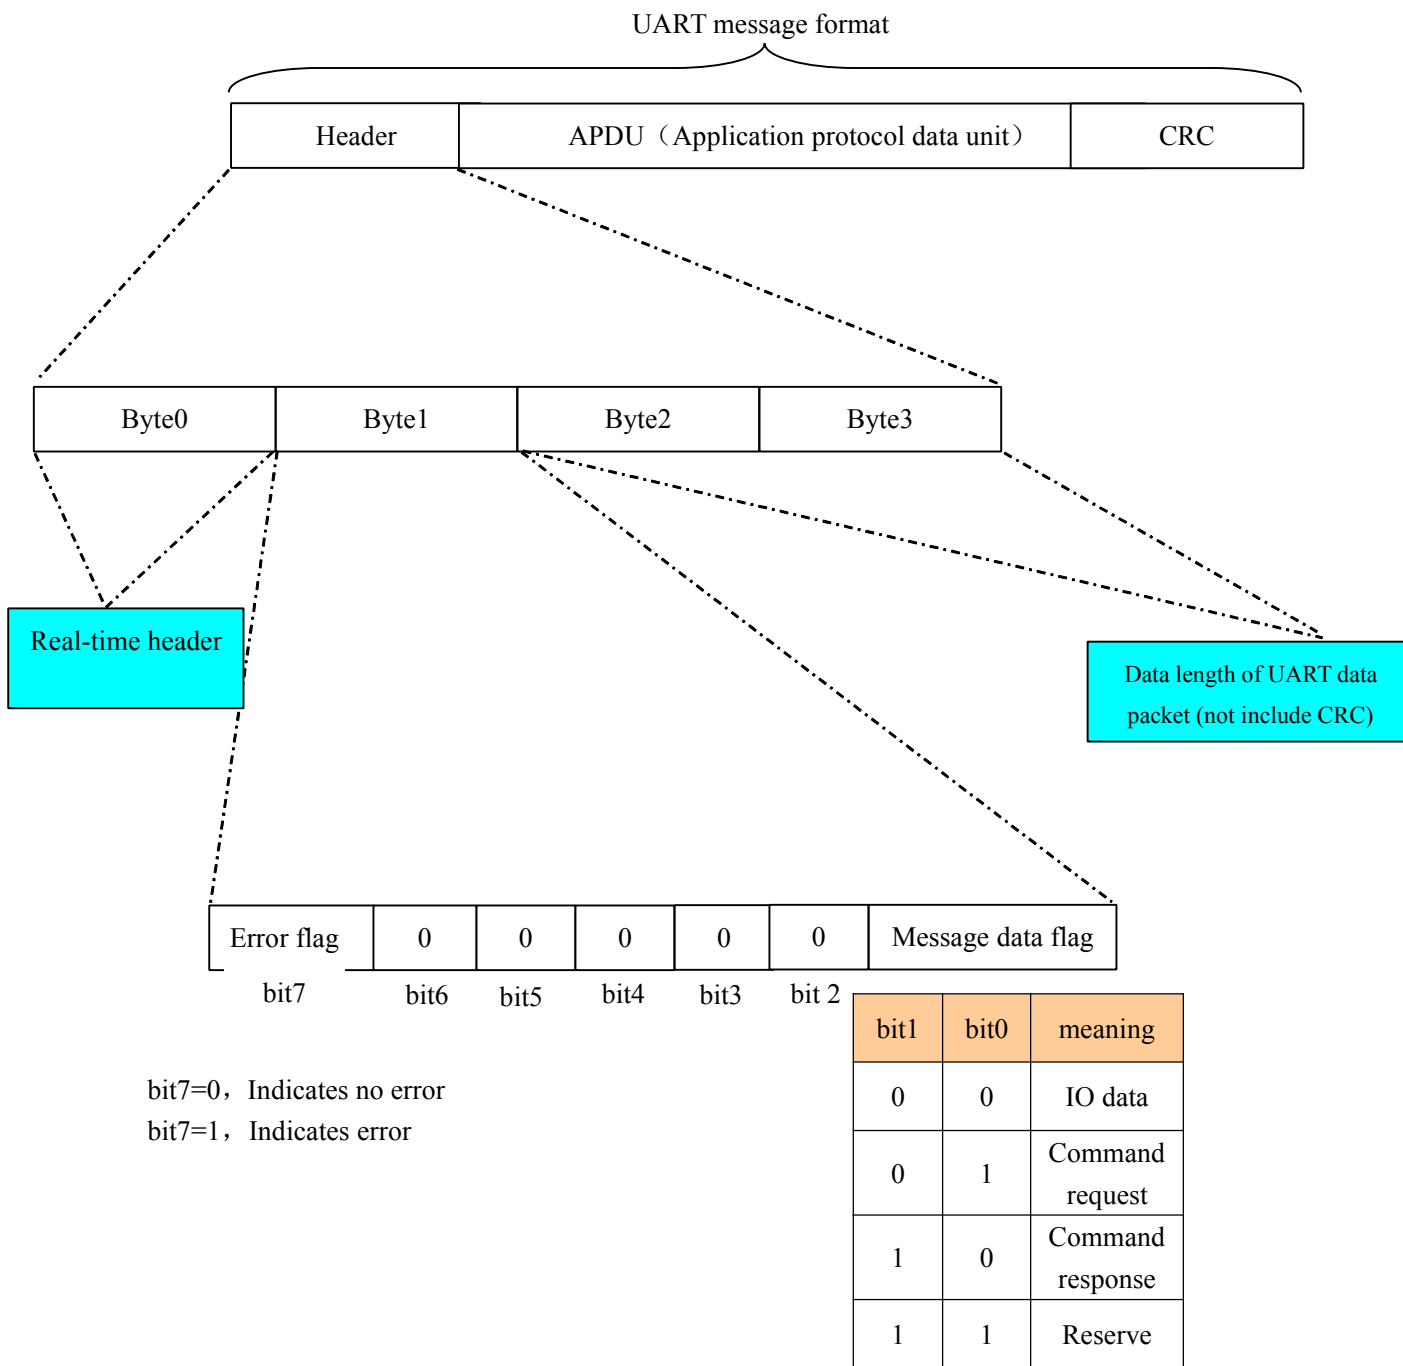 UART message format
Header APDU（Application protocol data unit） CRC
Byte0 Byte1 Byte2 Byte3
Real-time header
Data length of UART data
packet (not include CRC)
Error flag 0 0 0 0 0 Message data flag
bit7 bit6 bit5 bit4 bit3 bit 2
bit1 bit0 meaning
0 0 IO data
0 1 Command
request
1 0 Command
response
1 1 Reserve
bit7=0，Indicates no error
bit7=1，Indicates error